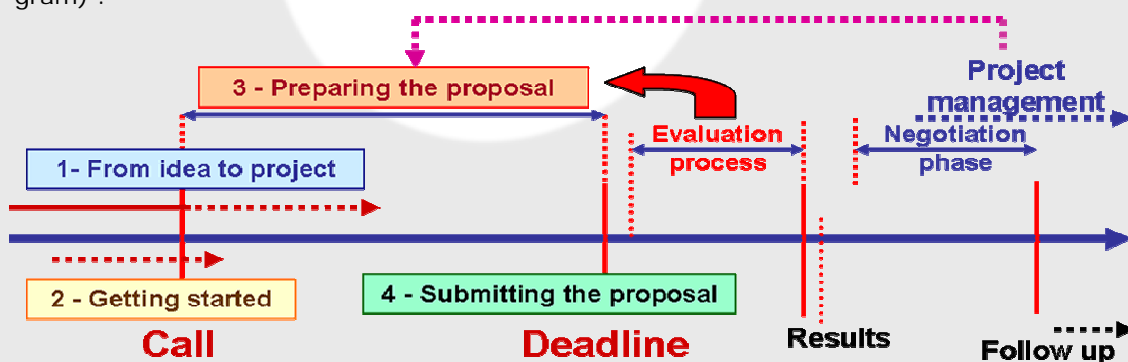 gram) .
3 - Preparing the proposal
Project
management
Evaluation
process
Negotiation
phase
1- From idea to project
2 - Getting started
4 - Submitting the proposal
Call
Deadline
Results
Follow up